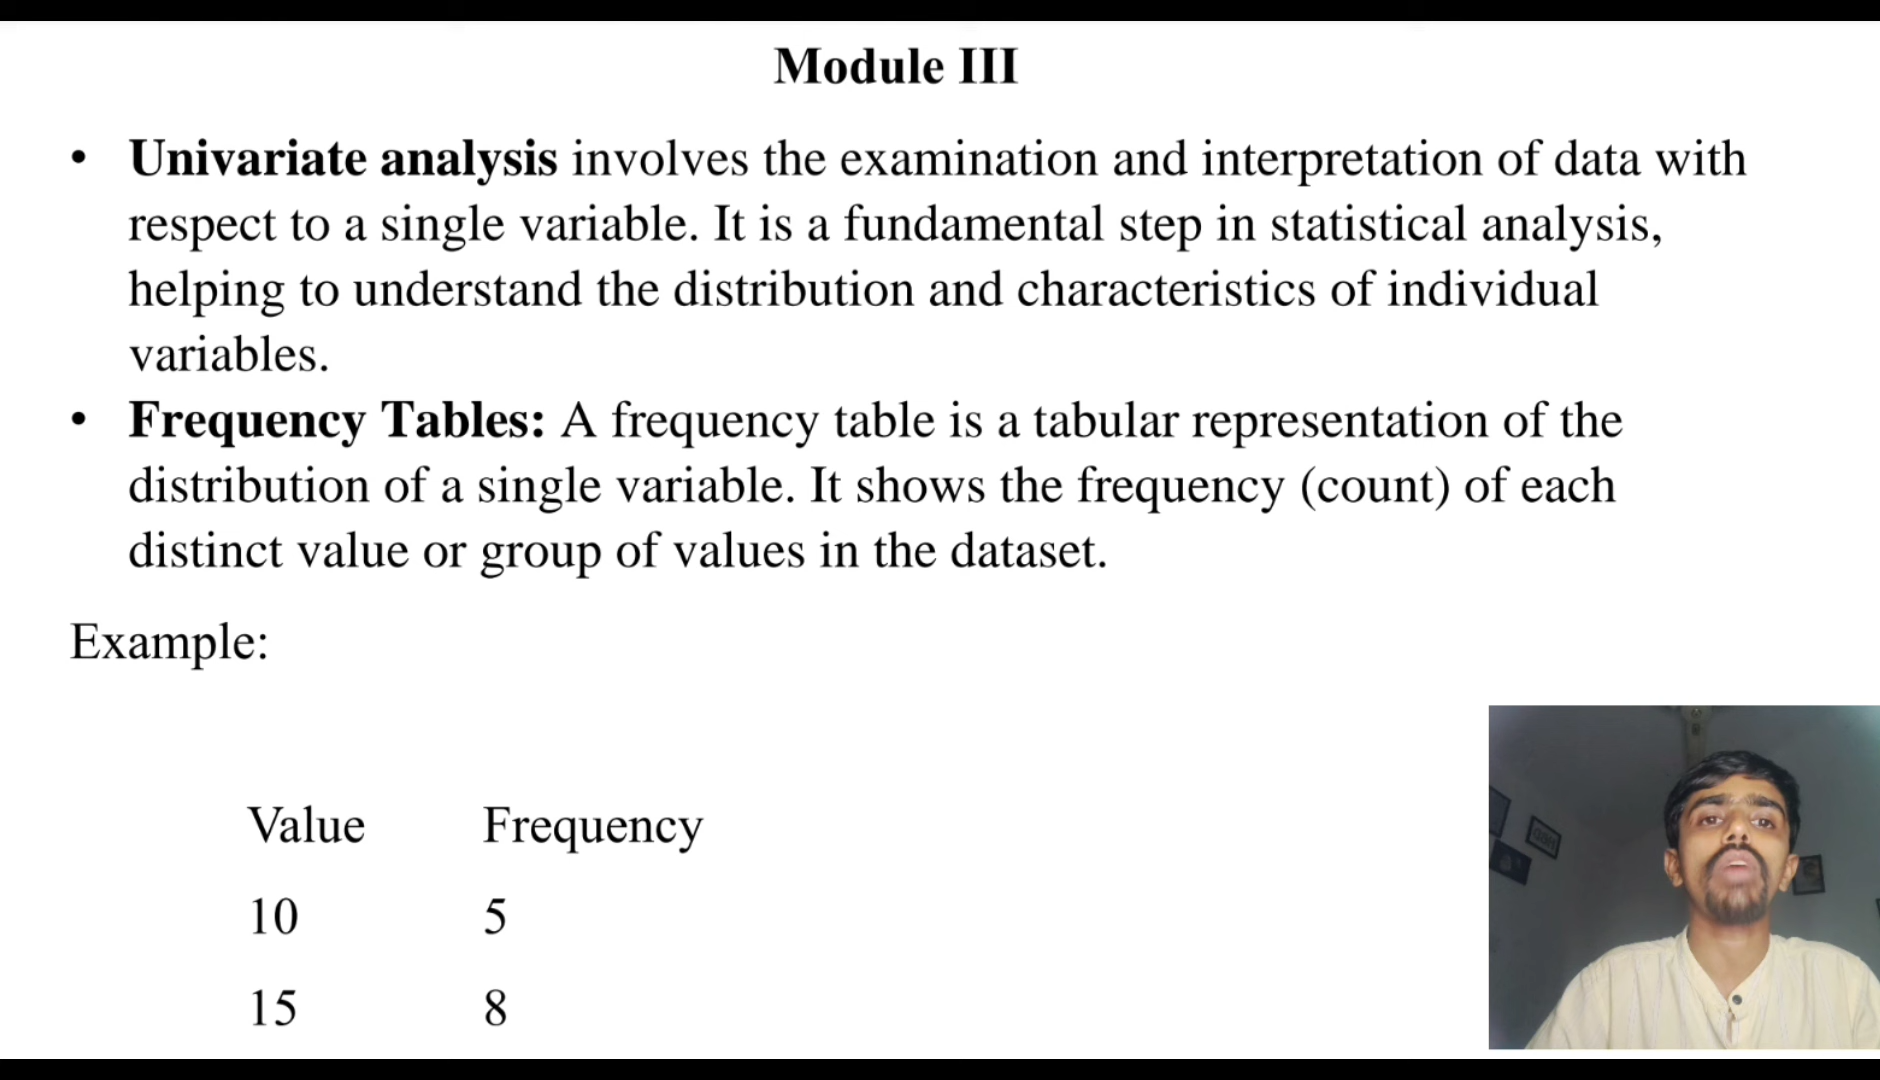 Module III
• Univariate analysis involves the examination and interpretation of data with
respect to a single variable. It is a fundamental step in statistical analysis,
helping to understand the distribution and characteristics of individual
variables.
• Frequency Tables: A frequency table is a tabular representation of the
distribution of a single variable. It shows the frequency (count) of each
distinct value or group of values in the dataset.
Example:
Value Frequency
10 5
15 8